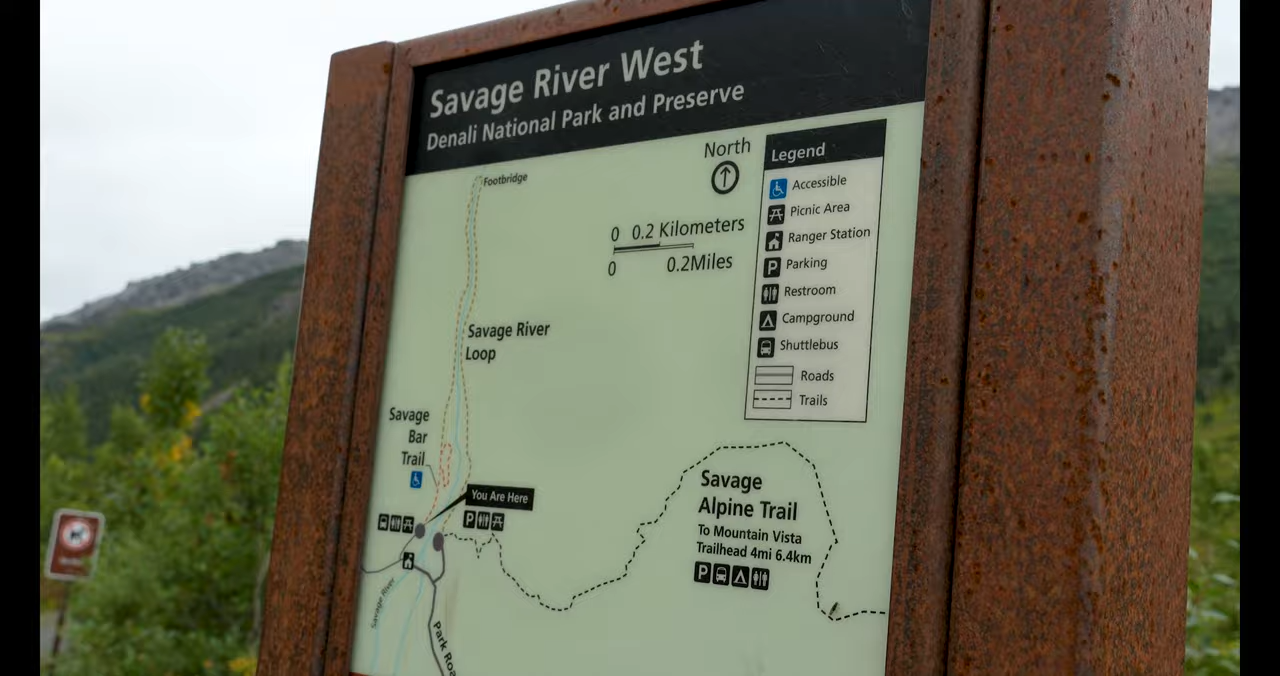 Savage River West
Denali National Park and Preserve
Footbridge
North
0 0.2 Kilometers
0 0.2Miles
Legend
Accessible
Picnic Area
Ranger Station
P Parking
Restroom
Campground
Shuttlebus
Roads
Trails
Savage River
Loop
Savage
Bar
Trail
You Are Here
P
Savage
Alpine Trail
To Mountain Vista
Trailhead 4mi 6.4km
P
Savage River
Park Roa